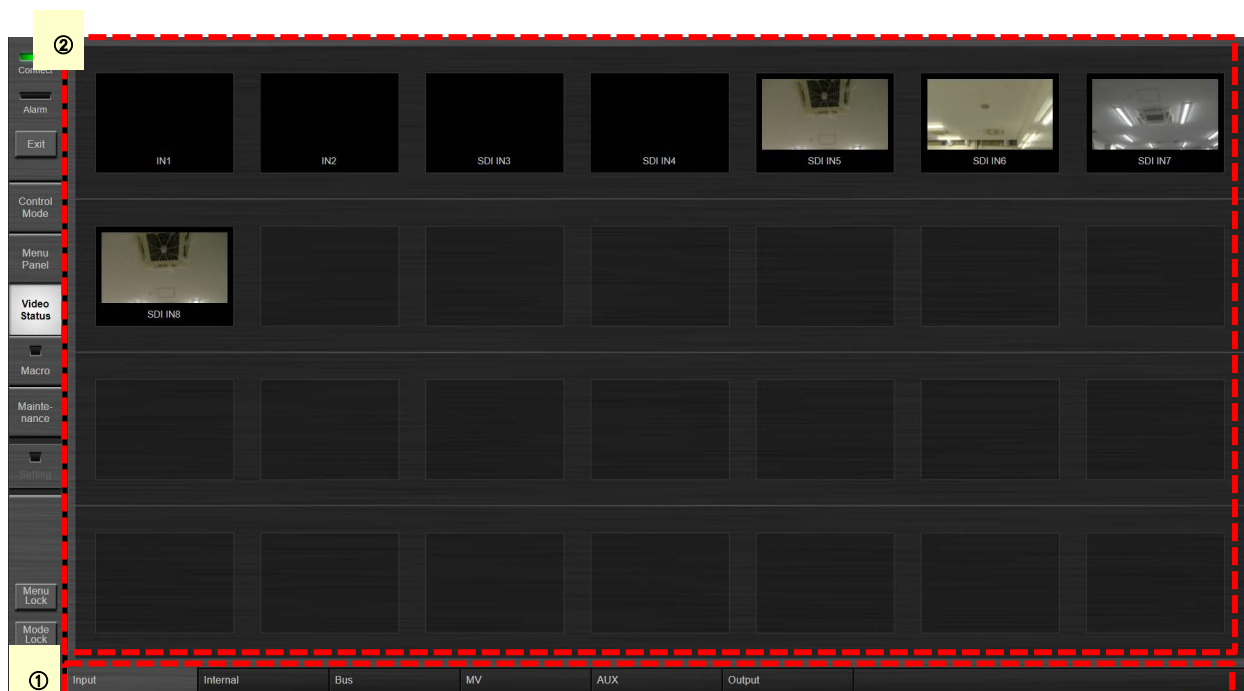 ②
Connect
Alarm
Exit
Control
Mode
Menu
Panel
Video
Status
Macro
Mainte-
nance
Setting
Menu
Lock
Mode
Lock
IN1 IN2 SDI IN3 SDI IN4 SDI IN5 SDI IN6 SDI IN7
SDI IN8
①
Input Internal Bus MV AUX Output